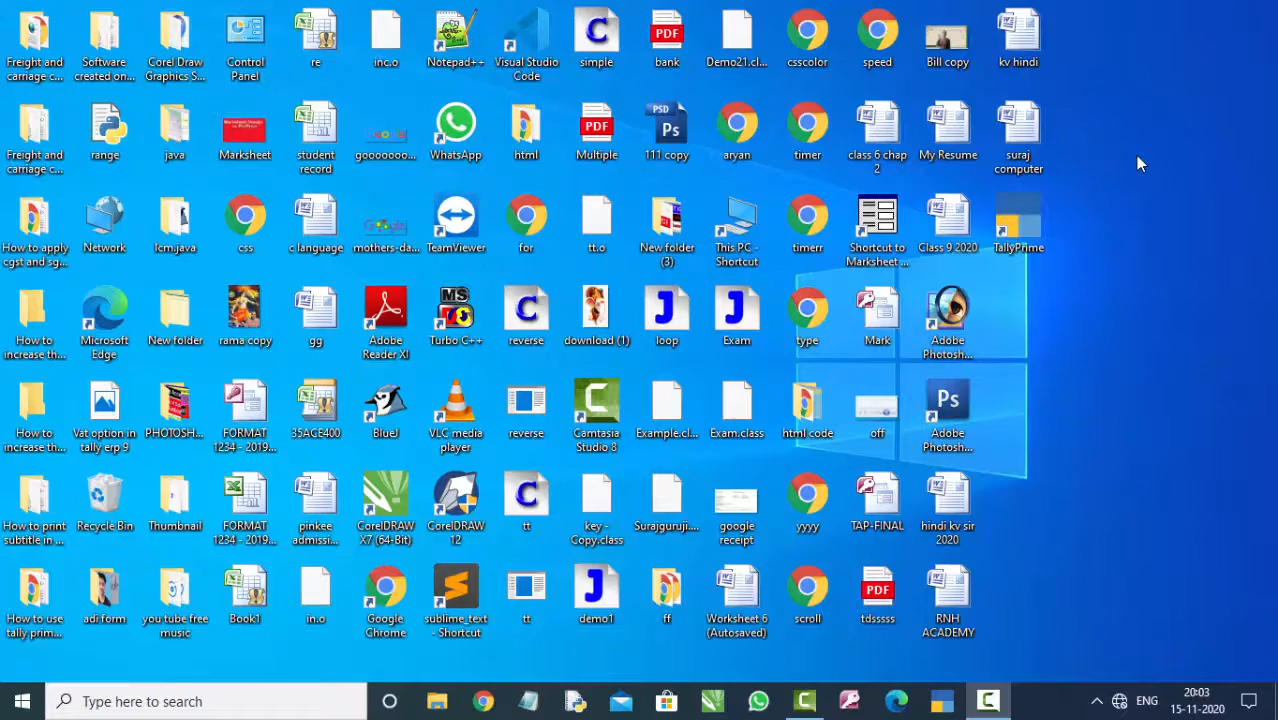 Freight and
carriage c...
Software
created on...
Corel Draw
Graphics S...
Control
Panel
re
inc.o
Notepad++
Visual Studio
Code
simple
bank
Demo21.cl...
csscolor
speed
Bill copy
kv hindi
Freight and
carriage c...
range
java
Marksheet
student
record
gooooooo...
WhatsApp
html
Multiple
111 copy
aryan
timer
class 6 chap
2
My Resume
suraj
computer
How to apply
cgst and sg...
Network
lcm.java
css
c language
mothers-da...
TeamViewer
for
tt.o
New folder
(3)
This PC -
Shortcut
timerr
Shortcut to
Marksheet ...
Class 9 2020
TallyPrime
How to
increase th...
Microsoft
Edge
New folder
rama copy
gg
Adobe
Reader XI
Turbo C++
reverse
download (1)
loop
Exam
type
Mark
Adobe
Photosh...
How to
increase th...
Vat option in
tally erp 9
PHOTOSH...
FORMAT
1234 - 2019...
35ACE400
BlueJ
VLC media
player
reverse
Camtasia
Studio 8
Example.cl...
Exam.class
html code
off
Adobe
Photosh...
How to print
subtitle in ...
Recycle Bin
Thumbnail
FORMAT
1234 - 2019...
pinkee
admissi...
CorelDRAW
X7 (64-Bit)
CorelDRAW
12
tt
key -
Copy.class
Surajguruji....
google
receipt
yyyy
TAP-FINAL
hindi kv sir
2020
How to use
tally prim...
adi form
you tube free
music
Book1
in.o
Google
Chrome
sublime_text
- Shortcut
tt
demo1
ff
Worksheet 6
(Autosaved)
scroll
tdsssss
RNH
ACADEMY
Type here to search
ENG
20:03
15-11-2020